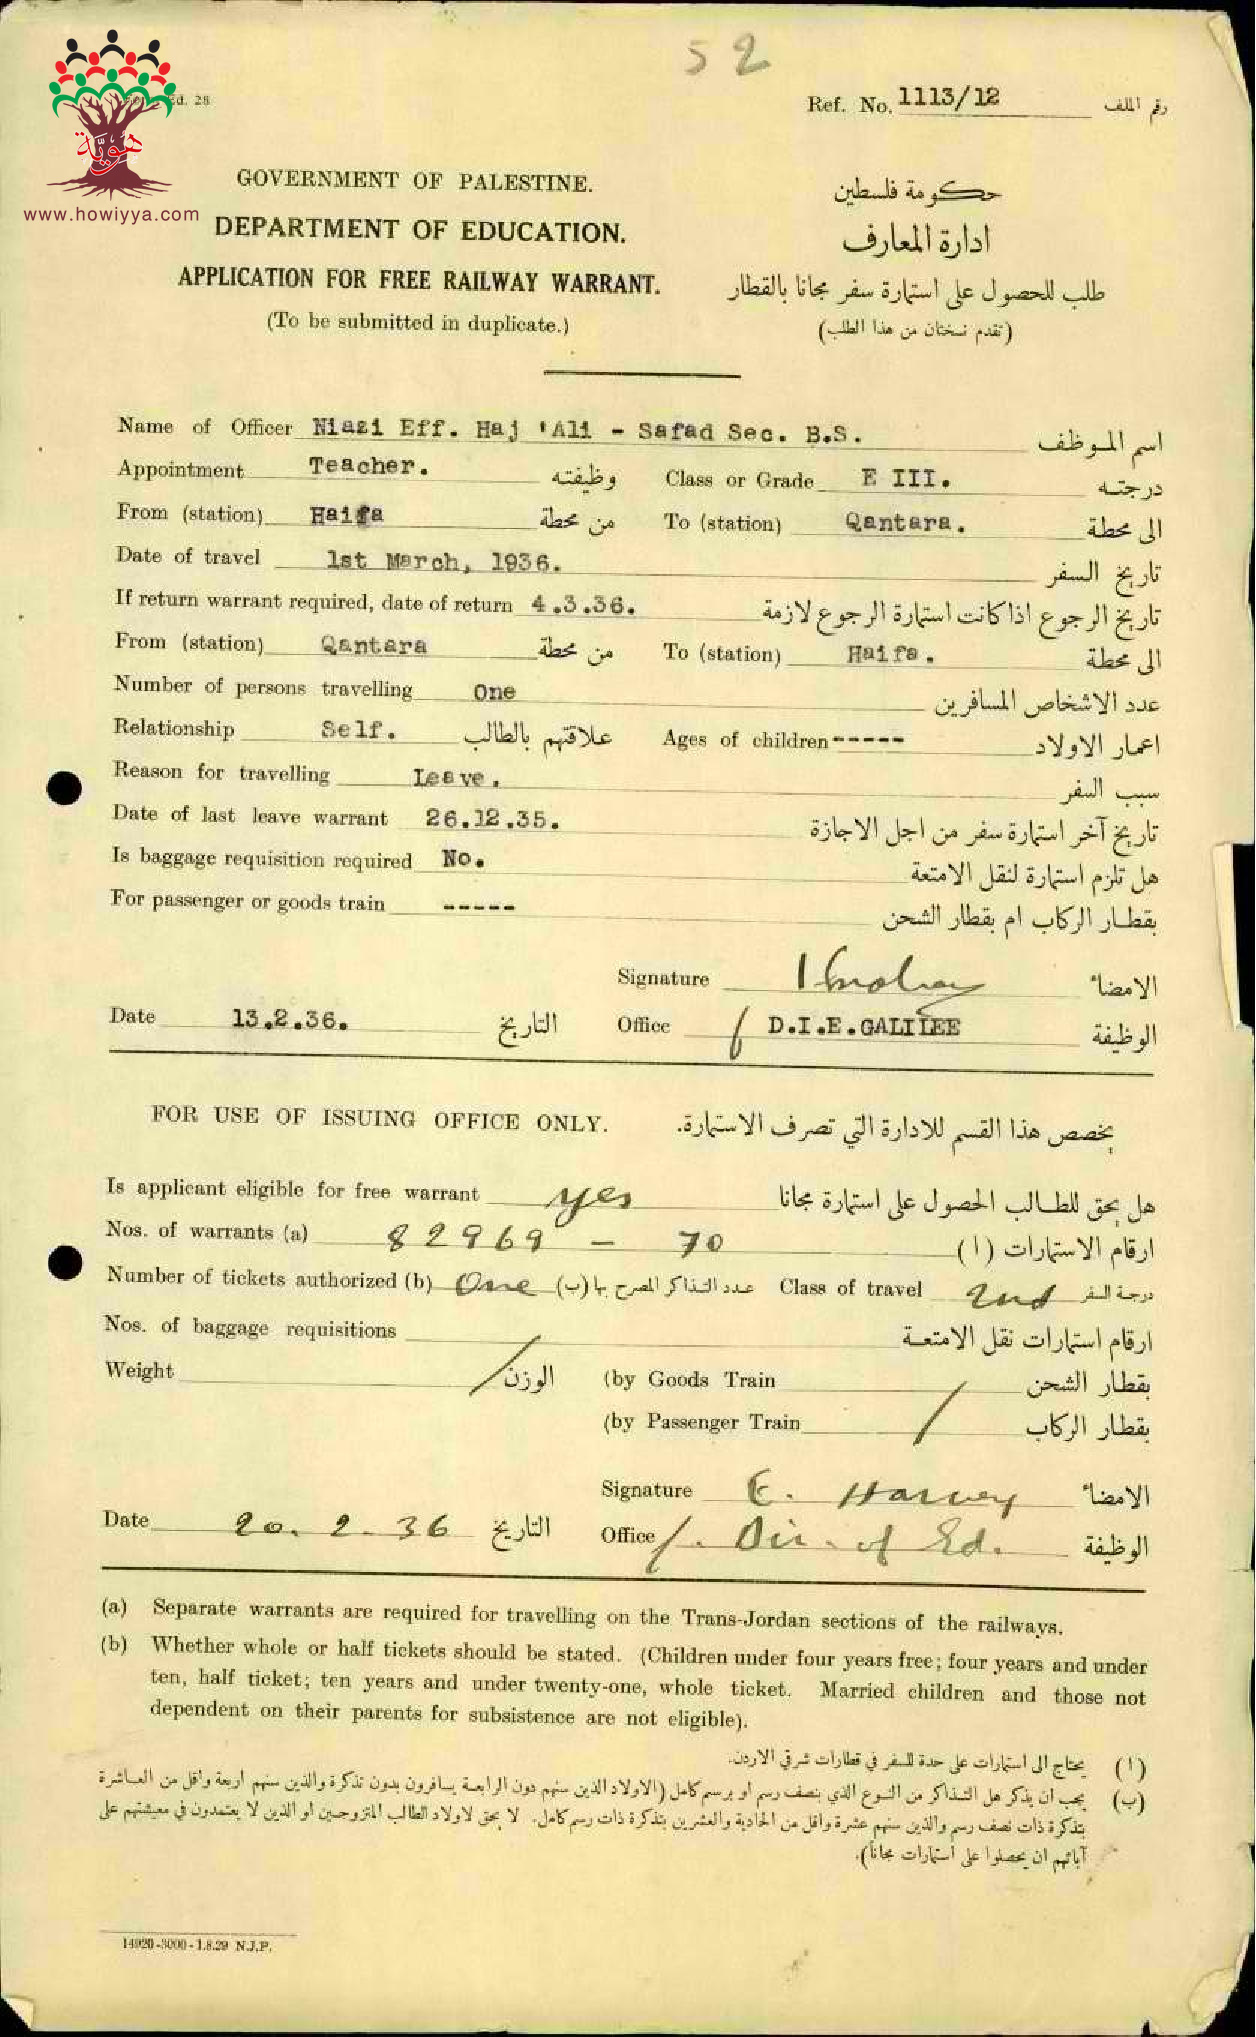 52
هويّة
www.howiyya.com
Ed. 28
Ref. No. 1113/12 رقم الملف
GOVERNMENT OF PALESTINE. حكومة فلسطين
DEPARTMENT OF EDUCATION. ادارة المعارف
APPLICATION FOR FREE RAILWAY WARRANT. طلب للحصول على استمارة سفر مجانا بالقطار
(To be submitted in duplicate.) (تقدم نسختان من هذا الطلب)
Name of Officer Niazi Eff. Haj 'Ali - Safad Sec. B.S. اسم الموظف
Appointment Teacher. وظيفته Class or Grade E III. درجته
From (station) Haifa من محطة To (station) Qantara. الى محطة
Date of travel 1st March, 1936. تاريخ السفر
If return warrant required, date of return 4.3.36. تاريخ الرجوع اذا كانت استمارة الرجوع لازمة
From (station) Qantara من محطة To (station) Haifa. الى محطة
Number of persons travelling One عدد الاشخاص المسافرين
Relationship Self. علاقتهم بالطالب Ages of children ----- اعمار الاولاد
Reason for travelling Leave. سبب السفر
Date of last leave warrant 26.12.35. تاريخ آخر استمارة سفر من اجل الاجازة
Is baggage requisition required No. هل تلزم استمارة لنقل الامتعة
For passenger or goods train ----- بقطار الركاب ام بقطار الشحن
Signature الامضاء
Date 13.2.36. التاريخ Office D.I.E.GALILEE الوظيفة
FOR USE OF ISSUING OFFICE ONLY. يخصص هذا القسم للادارة التي تصرف الاستمارة.
Is applicant eligible for free warrant yes هل يحق للطالب الحصول على استمارة مجانا
Nos. of warrants (a) 82969 - 70 ارقام الاستمارات (ا)
Number of tickets authorized (b) One عدد التذاكر المصرح بها (ب) Class of travel 2nd درجة السفر
Nos. of baggage requisitions ارقام استمارات نقل الامتعة
Weight الوزن (by Goods Train بقطار الشحن
(by Passenger Train بقطار الركاب
Signature E. Harvey الامضاء
Date 20.2.36 التاريخ Office /. Dir. of Ed. الوظيفة
(a) Separate warrants are required for travelling on the Trans-Jordan sections of the railways.
(b) Whether whole or half tickets should be stated. (Children under four years free; four years and under
ten, half ticket; ten years and under twenty-one, whole ticket. Married children and those not
dependent on their parents for subsistence are not eligible).
(ا) يحتاج الى استمارات على حدة للسفر في قطارات شرقي الاردن.
(ب) يجب ان يذكر هل التذاكر من النوع الذي بنصف رسم او برسم كامل (الاولاد الذين سنهم دون الرابعة يسافرون بدون تذكرة والذين سنهم اربعة واقل من العاشرة
بتذكرة ذات نصف رسم والذين سنهم عشرة واقل من الحادية والعشرين بتذكرة ذات رسم كامل. لا يحق لاولاد الطالب المتزوجين او الذين لا يعتمدون في معيشتهم على
آبائهم ان يحصلوا على استمارات مجاناً).
14920-3000-1.8.29 N.J.P.